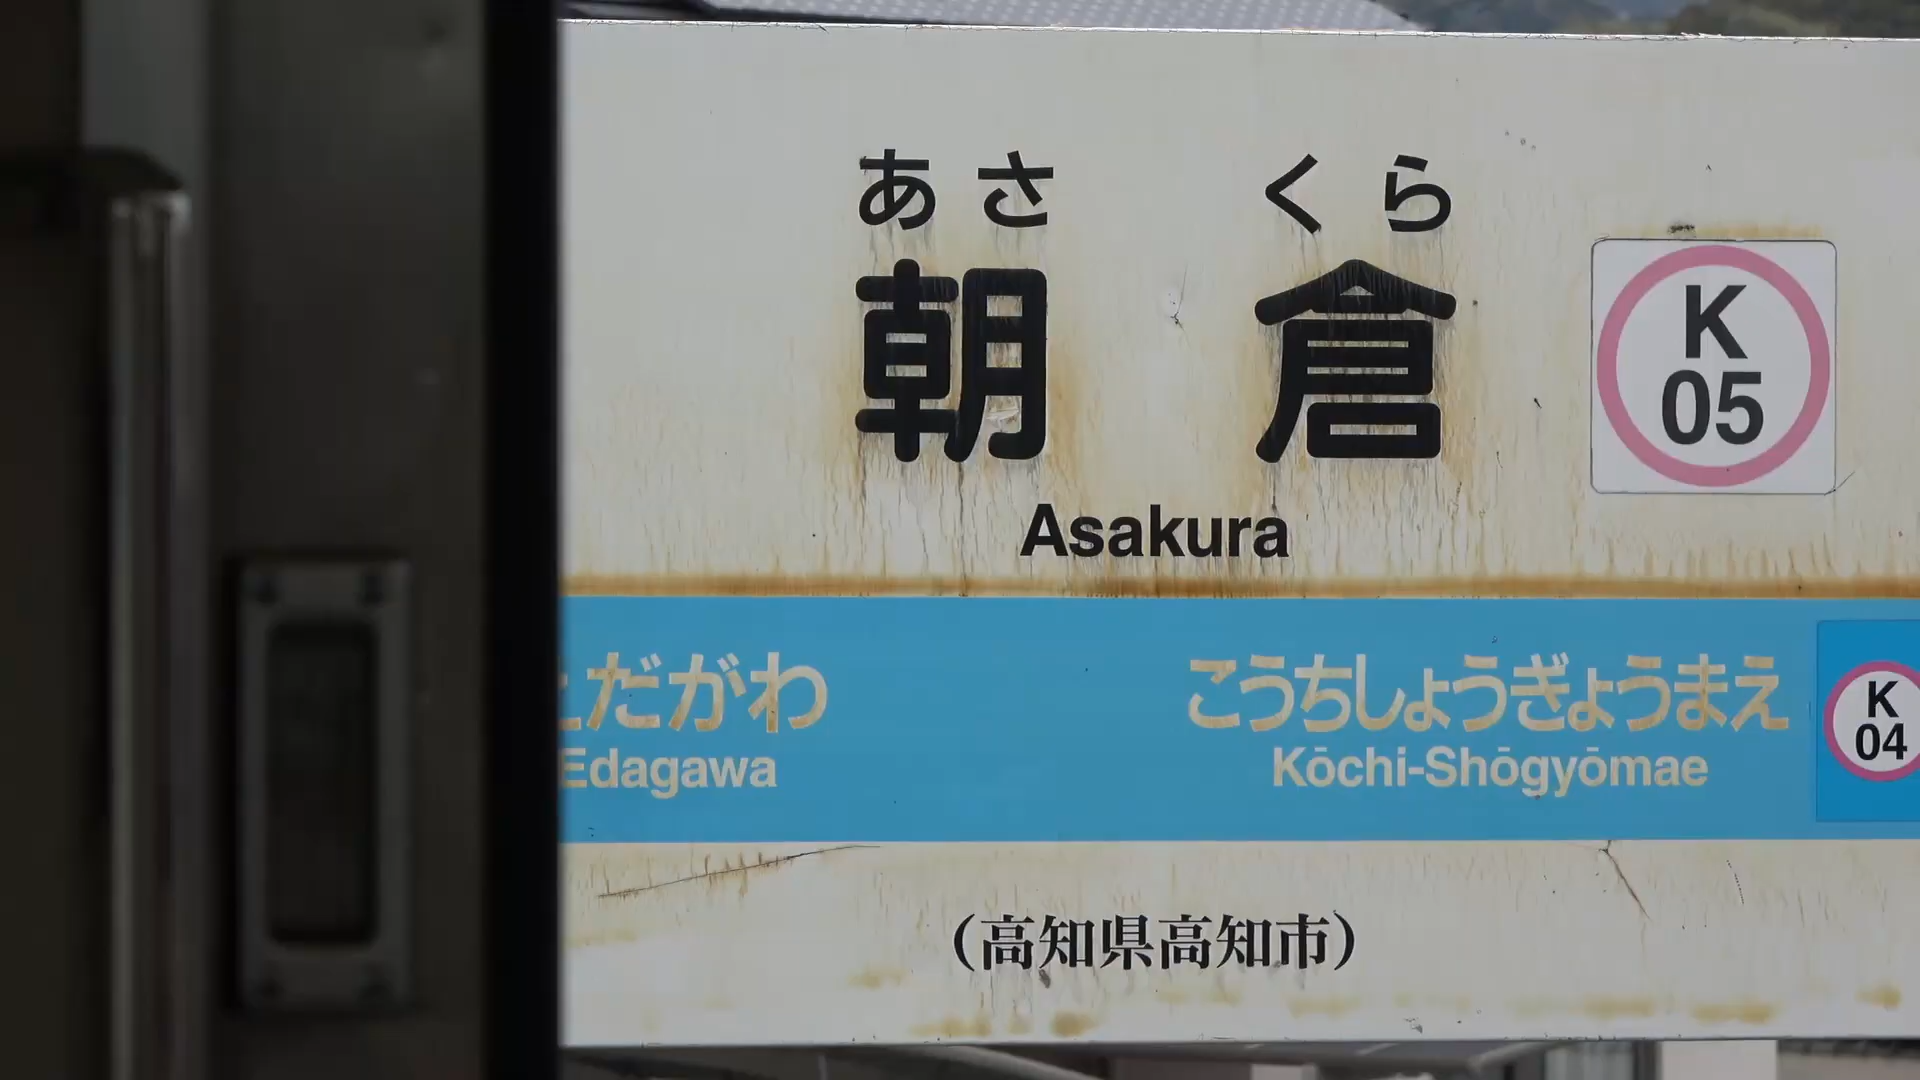 あさ くら
朝 倉
K
05
Asakura
だがわ
こうちしょうぎょうまえ
K
04
Edagawa
Kōchi-Shōgyōmae
(高知県高知市)